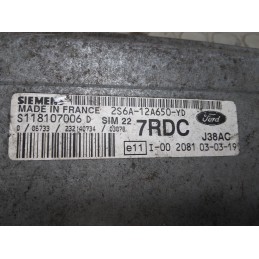 SIEMENS
MADE IN FRANCE 2S6A-12A650-YD
S118107006 D SIM 22 7RDC J38AC
Ford
e11 I-00 2081 03-03-19